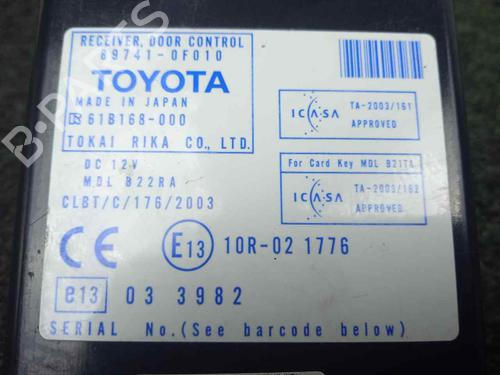 RECEIVER, DOOR CONTROL
89741-0F010
TOYOTA
MADE IN JAPAN
61B168-000
TOKAI RIKA CO., LTD.
DC 12V
MDL B22RA
CLBT/C/176/2003
CE E13 10R-02 1776
e13 03 3982
SERIAL No.(See barcode below)
ICASA
TA-2003/161
APPROVED
For Card Key MDL B21TA
ICASA
TA-2003/162
APPROVED
B-PARTS